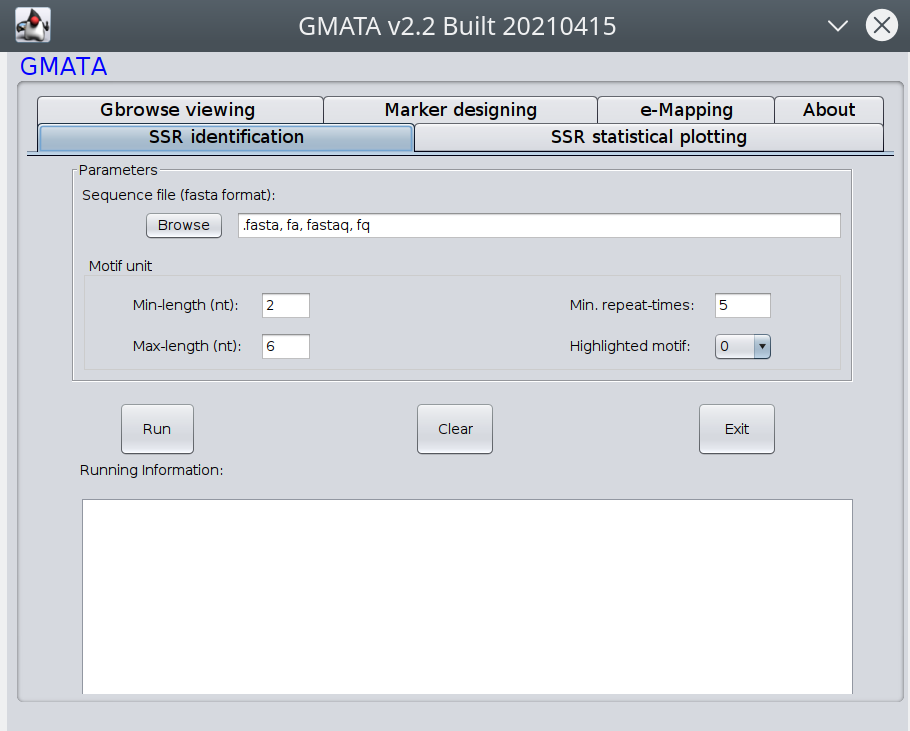 GMATA v2.2 Built 20210415
GMATA
Gbrowse viewing Marker designing e-Mapping About
SSR identification SSR statistical plotting
Parameters
Sequence file (fasta format):
Browse .fasta, fa, fastaq, fq
Motif unit
Min-length (nt): 2 Min. repeat-times: 5
Max-length (nt): 6 Highlighted motif: 0
Run Clear Exit
Running Information: